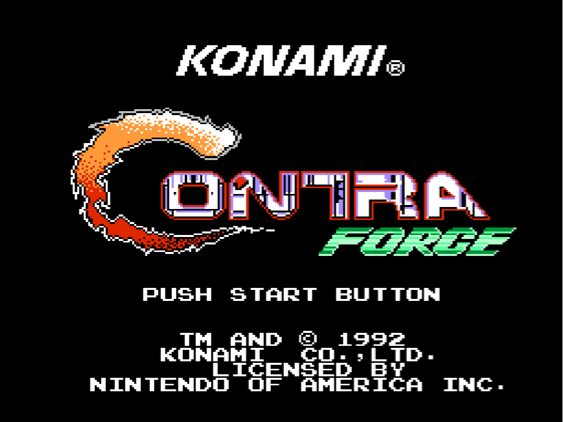 KONAMI®
CONTRA
FORCE
PUSH START BUTTON
TM AND © 1992
KONAMI CO.,LTD.
LICENSED BY
NINTENDO OF AMERICA INC.